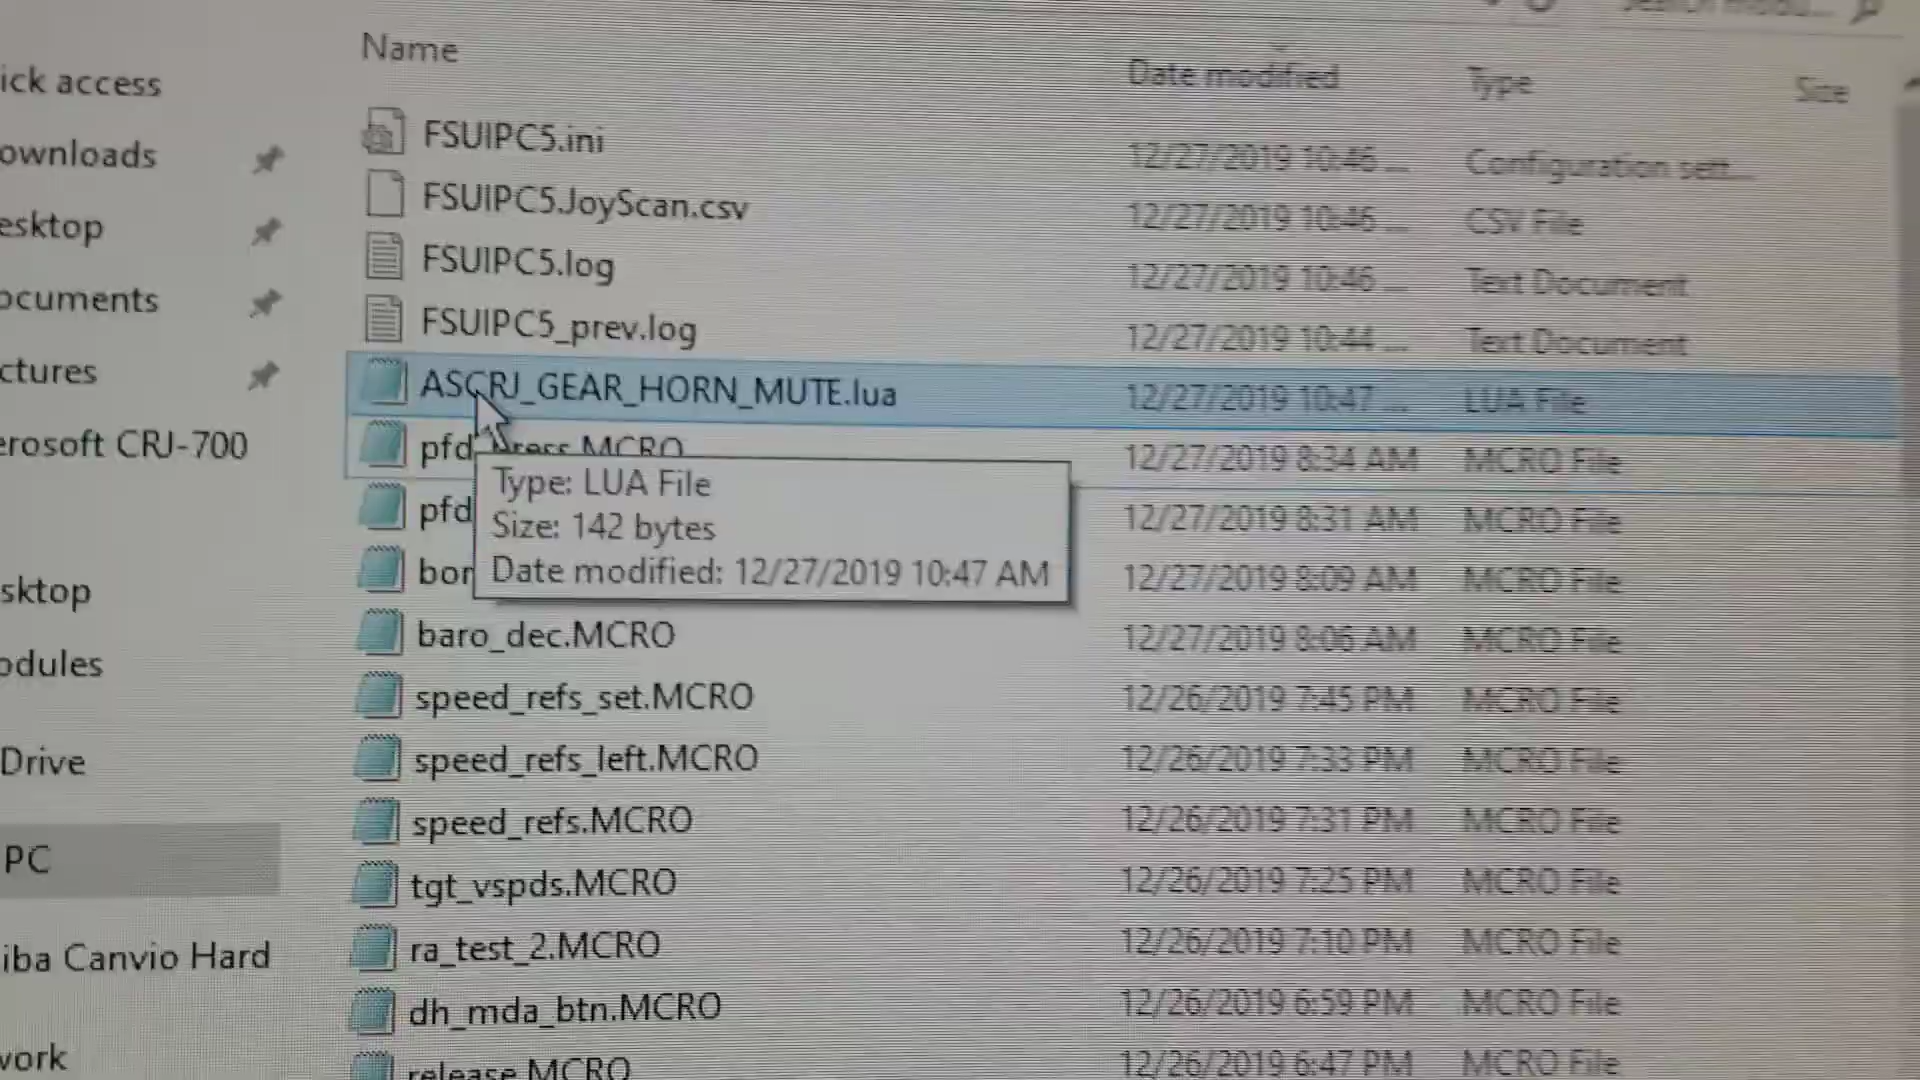 Name Date modified Type Size
ick access
ownloads
esktop
ocuments
ctures
erosoft CRJ-700
sktop
odules
Drive
PC
iba Canvio Hard
work
FSUIPC5.ini 12/27/2019 10:46 ... Configuration sett...
FSUIPC5.JoyScan.csv 12/27/2019 10:46 ... CSV File
FSUIPC5.log 12/27/2019 10:46 ... Text Document
FSUIPC5_prev.log 12/27/2019 10:44 ... Text Document
ASCRJ_GEAR_HORN_MUTE.lua 12/27/2019 10:47 ... LUA File
pfd_press.MCRO 12/27/2019 8:34 AM MCRO File
pfd 12/27/2019 8:31 AM MCRO File
bar 12/27/2019 8:09 AM MCRO File
Type: LUA File
Size: 142 bytes
Date modified: 12/27/2019 10:47 AM
baro_dec.MCRO 12/27/2019 8:06 AM MCRO File
speed_refs_set.MCRO 12/26/2019 7:45 PM MCRO File
speed_refs_left.MCRO 12/26/2019 7:33 PM MCRO File
speed_refs.MCRO 12/26/2019 7:31 PM MCRO File
tgt_vspds.MCRO 12/26/2019 7:25 PM MCRO File
ra_test_2.MCRO 12/26/2019 7:10 PM MCRO File
dh_mda_btn.MCRO 12/26/2019 6:59 PM MCRO File
release.MCRO 12/26/2019 6:47 PM MCRO File